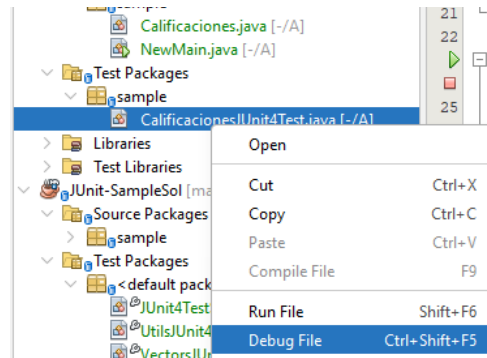 sample
Calificaciones.java [-/A]
NewMain.java [-/A]
Test Packages
sample
CalificacionesJUnit4Test.java [-/A]
Libraries
Test Libraries
JUnit-SampleSol [ma
Source Packages
sample
Test Packages
<default pack
JUnit4Test
UtilsJUnit4
VectorsJUn
21
22
25
Open
Cut Ctrl+X
Copy Ctrl+C
Paste Ctrl+V
Compile File F9
Run File Shift+F6
Debug File Ctrl+Shift+F5